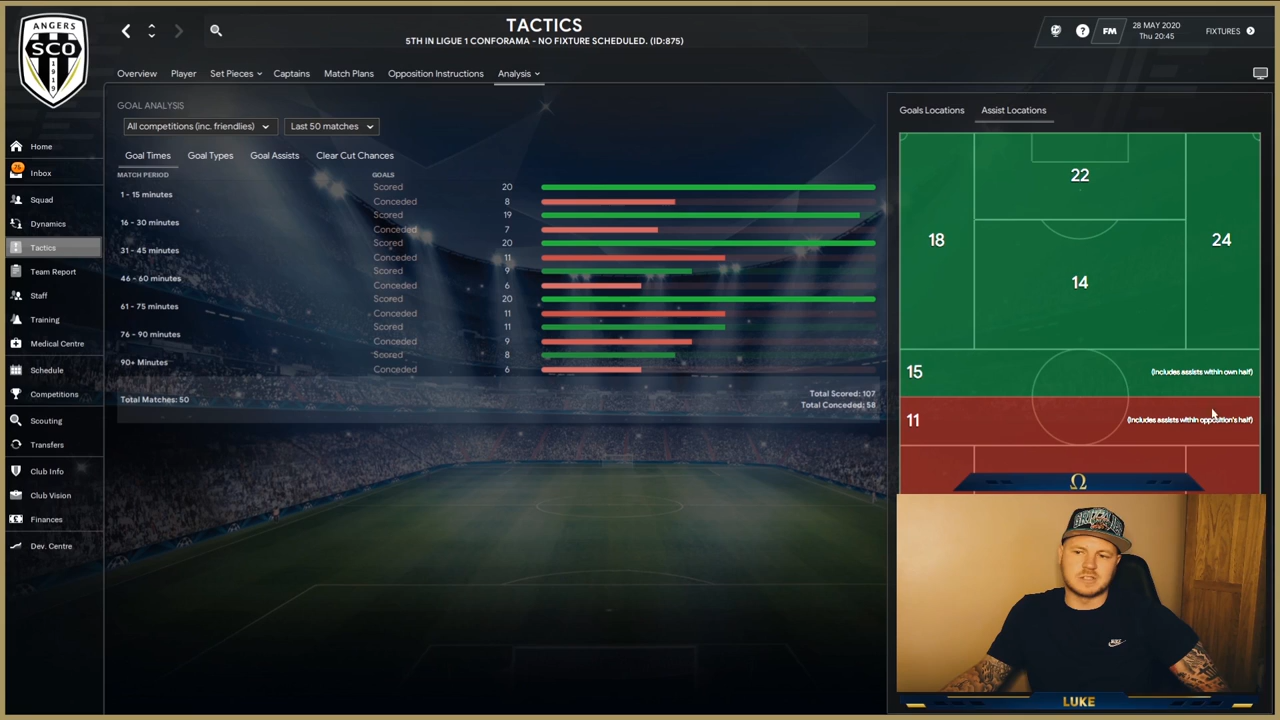 ANGERS
SCO
1919
TACTICS
5TH IN LIGUE 1 CONFORAMA - NO FIXTURE SCHEDULED. (ID:875)
FM
28 MAY 2020
Thu 20:45
FIXTURES
Overview Player Set Pieces Captains Match Plans Opposition Instructions Analysis
GOAL ANALYSIS
All competitions (inc. friendlies) Last 50 matches
Goal Times Goal Types Goal Assists Clear Cut Chances
MATCH PERIOD GOALS
1 - 15 minutes
Scored 20
Conceded 8
16 - 30 minutes
Scored 19
Conceded 7
31 - 45 minutes
Scored 20
Conceded 11
46 - 60 minutes
Scored 9
Conceded 6
61 - 75 minutes
Scored 20
Conceded 11
76 - 90 minutes
Scored 11
Conceded 9
90+ Minutes
Scored 8
Conceded 6
Total Matches: 50
Total Scored: 107
Total Conceded: 58
Home
75
Inbox
Squad
Dynamics
Tactics
Team Report
Staff
Training
Medical Centre
Schedule
Competitions
Scouting
Transfers
Club Info
Club Vision
Finances
Dev. Centre
Goals Locations Assist Locations
22
18
24
14
15 (Includes assists within own half)
11 (Includes assists within opposition's half)
Ω
LUKE